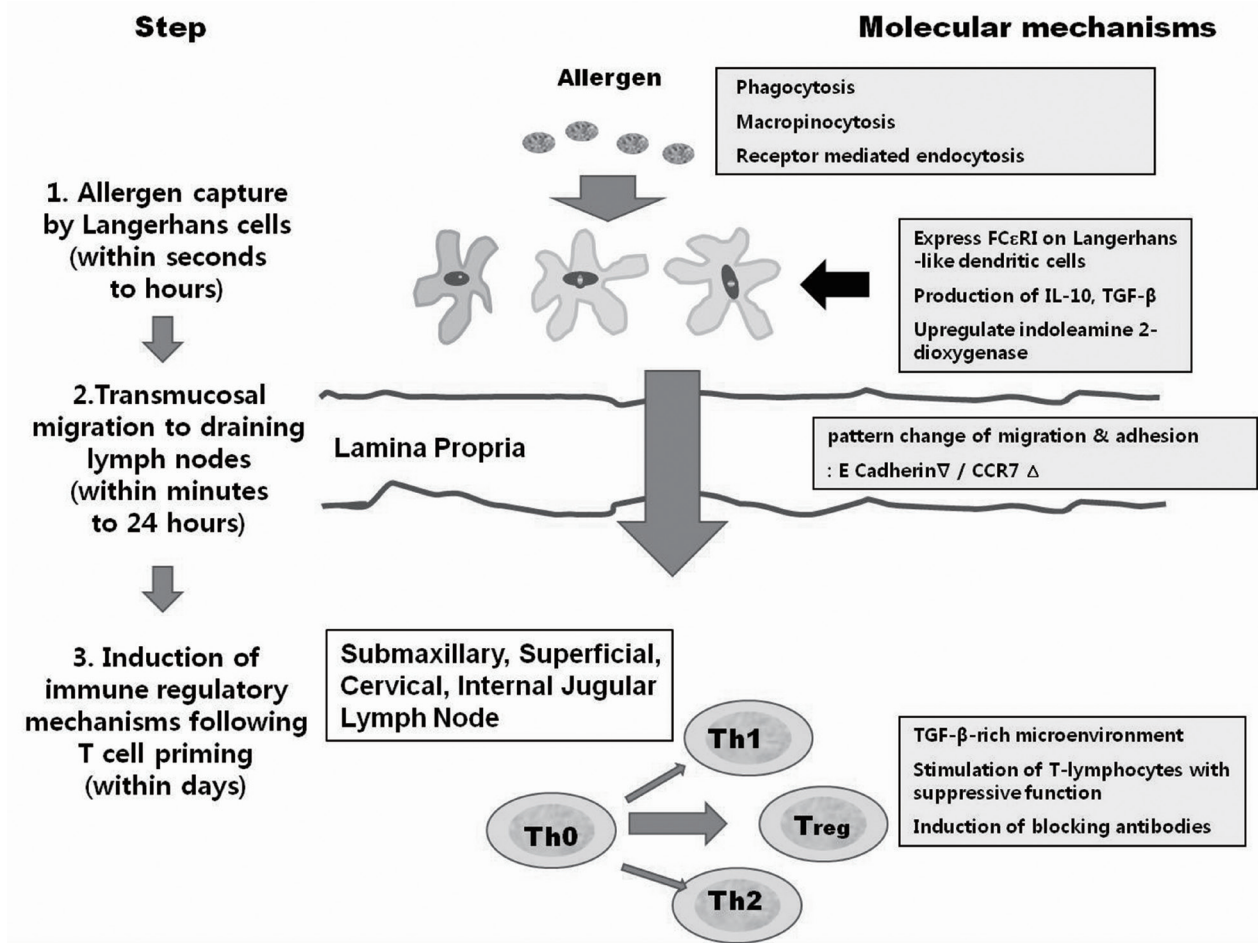 Step
Molecular mechanisms
Allergen
Phagocytosis
Macropinocytosis
Receptor mediated endocytosis
1. Allergen capture
by Langerhans cells
(within seconds
to hours)
Express FCεRI on Langerhans
-like dendritic cells
Production of IL-10, TGF-β
Upregulate indoleamine 2-
dioxygenase
2.Transmucosal
migration to draining
lymph nodes
(within minutes
to 24 hours)
Lamina Propria
pattern change of migration & adhesion
: E Cadherin∇ / CCR7 Δ
3. Induction of
immune regulatory
mechanisms following
T cell priming
(within days)
Submaxillary, Superficial,
Cervical, Internal Jugular
Lymph Node
Th1
Th0
Treg
Th2
TGF-β-rich microenvironment
Stimulation of T-lymphocytes with
suppressive function
Induction of blocking antibodies